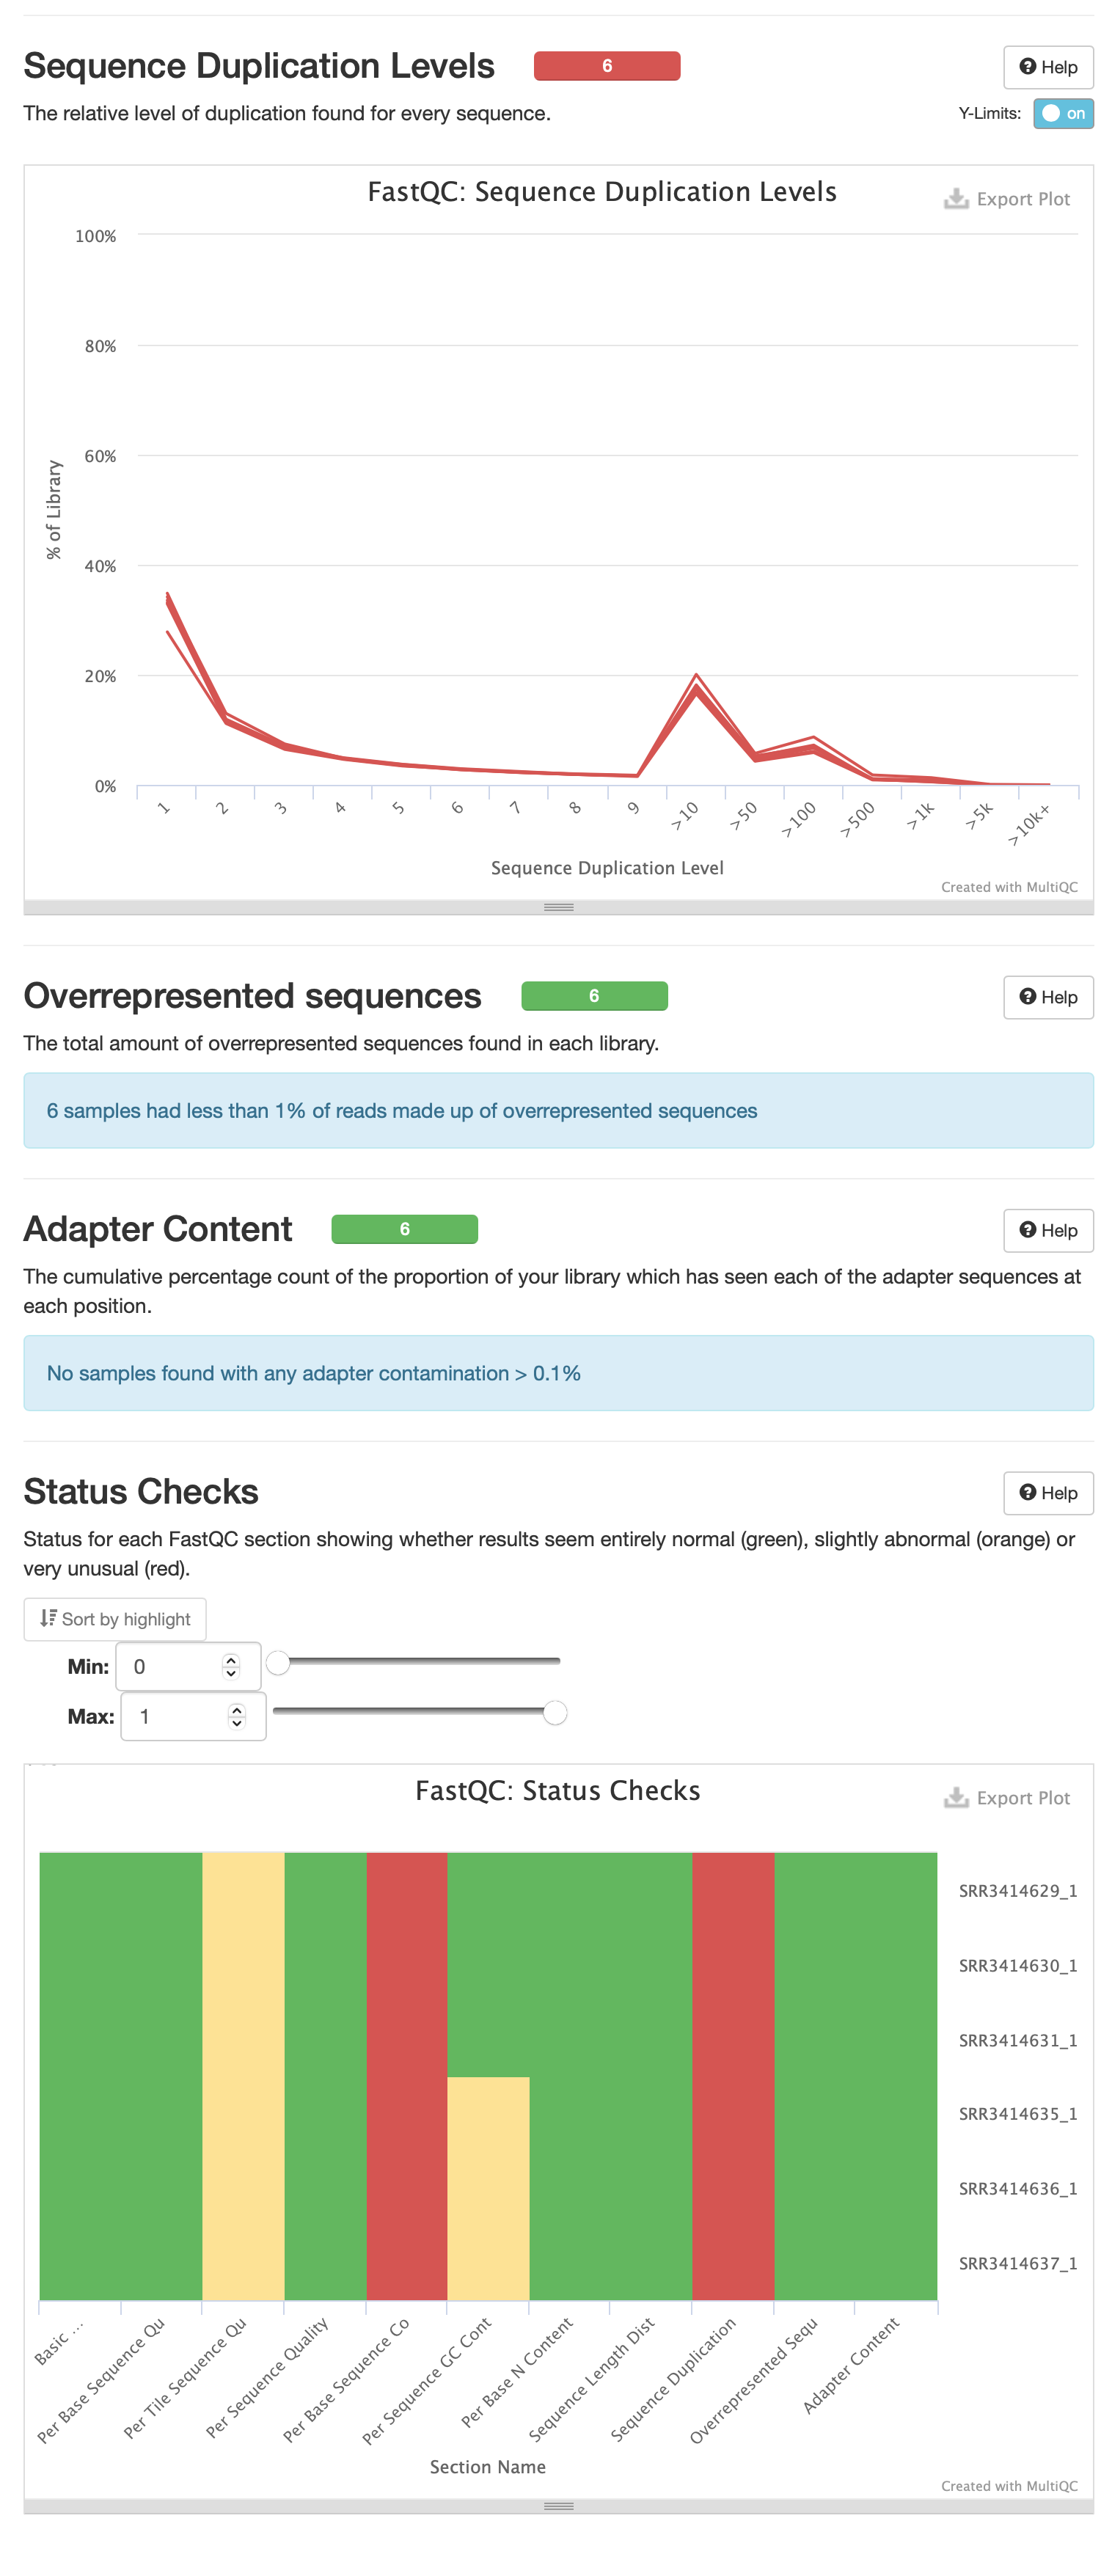 Sequence Duplication Levels 6 Help
The relative level of duplication found for every sequence. Y-Limits: on
FastQC: Sequence Duplication Levels Export Plot
100%
80%
60%
40%
20%
0%
% of Library
1 2 3 4 5 6 7 8 9 >10 >50 >100 >500 >1k >5k >10k+
Sequence Duplication Level
Created with MultiQC
Overrepresented sequences 6 Help
The total amount of overrepresented sequences found in each library.
6 samples had less than 1% of reads made up of overrepresented sequences
Adapter Content 6 Help
The cumulative percentage count of the proportion of your library which has seen each of the adapter sequences at
each position.
No samples found with any adapter contamination > 0.1%
Status Checks Help
Status for each FastQC section showing whether results seem entirely normal (green), slightly abnormal (orange) or
very unusual (red).
Sort by highlight
Min: 0
Max: 1
FastQC: Status Checks Export Plot
SRR3414629_1
SRR3414630_1
SRR3414631_1
SRR3414635_1
SRR3414636_1
SRR3414637_1
Basic ...
Per Base Sequence Qu
Per Tile Sequence Qu
Per Sequence Quality
Per Base Sequence Co
Per Sequence GC Cont
Per Base N Content
Sequence Length Dist
Sequence Duplication
Overrepresented Sequ
Adapter Content
Section Name
Created with MultiQC